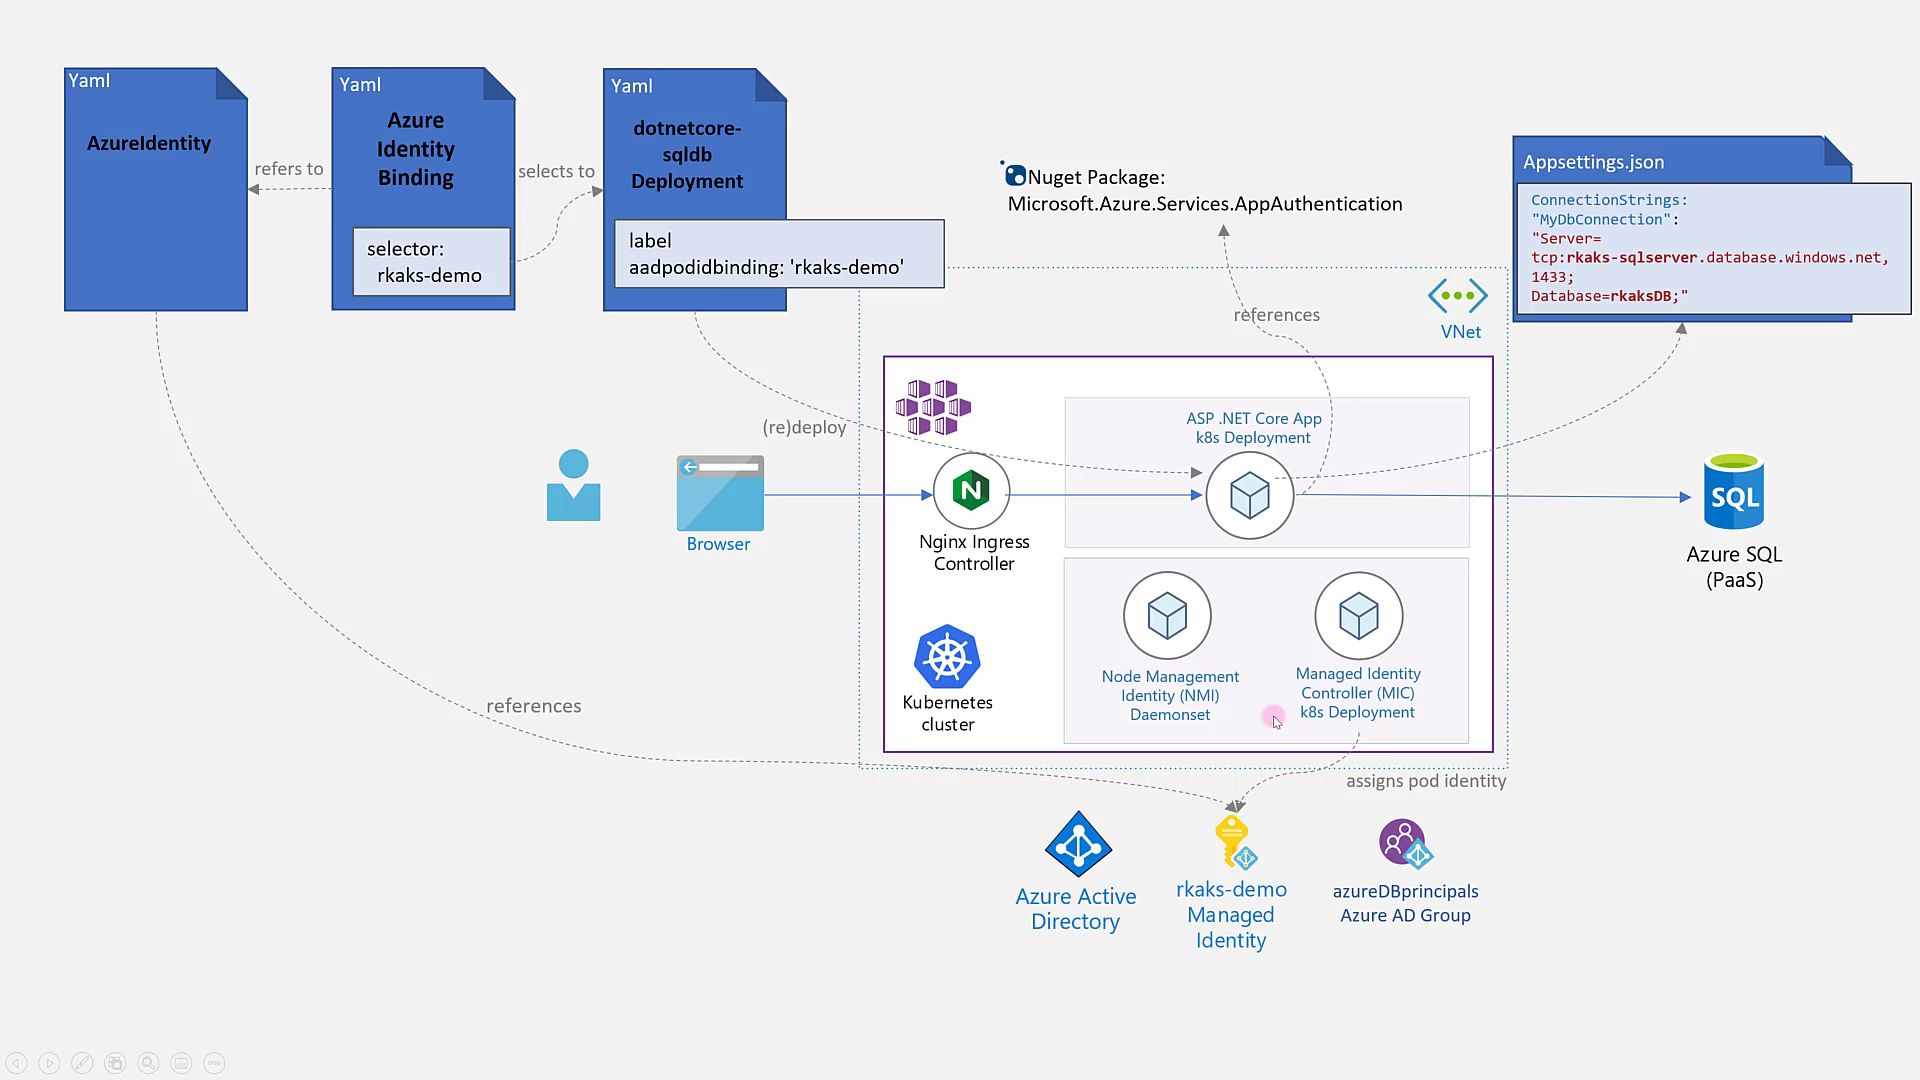 Yaml
AzureIdentity
refers to
Yaml
Azure
Identity
Binding
selector:
rkaks-demo
selects to
Yaml
dotnetcore-
sqldb
Deployment
label
aadpodidbinding: 'rkaks-demo'
Nuget Package:
Microsoft.Azure.Services.AppAuthentication
Appsettings.json
ConnectionStrings:
"MyDbConnection":
"Server=
tcp:rkaks-sqlserver.database.windows.net,
1433;
Database=rkaksDB;"
references
VNet
(re)deploy
ASP .NET Core App
k8s Deployment
Browser
N
Nginx Ingress
Controller
SQL
Azure SQL
(PaaS)
Kubernetes
cluster
Node Management
Identity (NMI)
Daemonset
Managed Identity
Controller (MIC)
k8s Deployment
references
assigns pod identity
Azure Active
Directory
rkaks-demo
Managed
Identity
azureDBprincipals
Azure AD Group